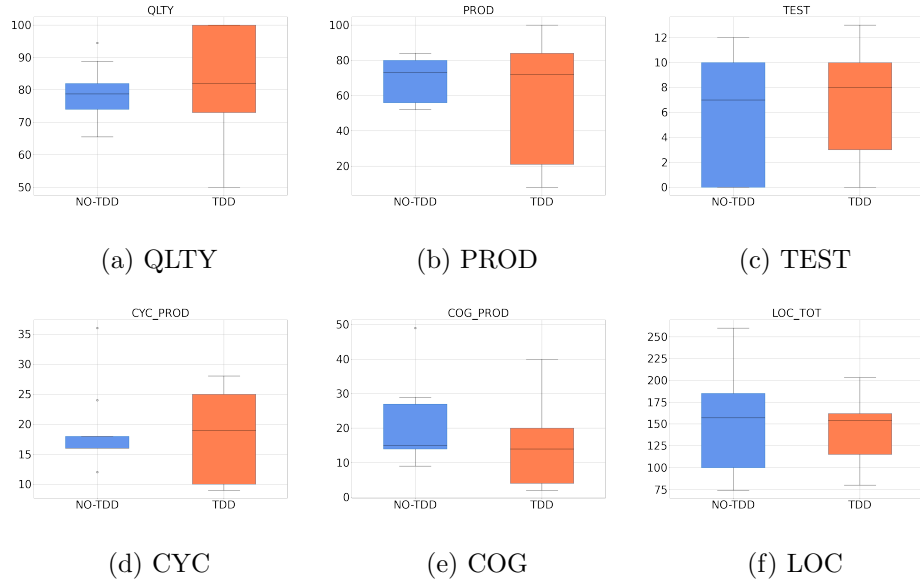 QLTY
100
90
80
70
60
50
NO-TDD TDD
(a) QLTY
PROD
100
80
60
40
20
NO-TDD TDD
(b) PROD
TEST
12
10
8
6
4
2
0
NO-TDD TDD
(c) TEST
CYC_PROD
35
30
25
20
15
10
NO-TDD TDD
(d) CYC
COG_PROD
50
40
30
20
10
0
NO-TDD TDD
(e) COG
LOC_TOT
250
225
200
175
150
125
100
75
NO-TDD TDD
(f) LOC